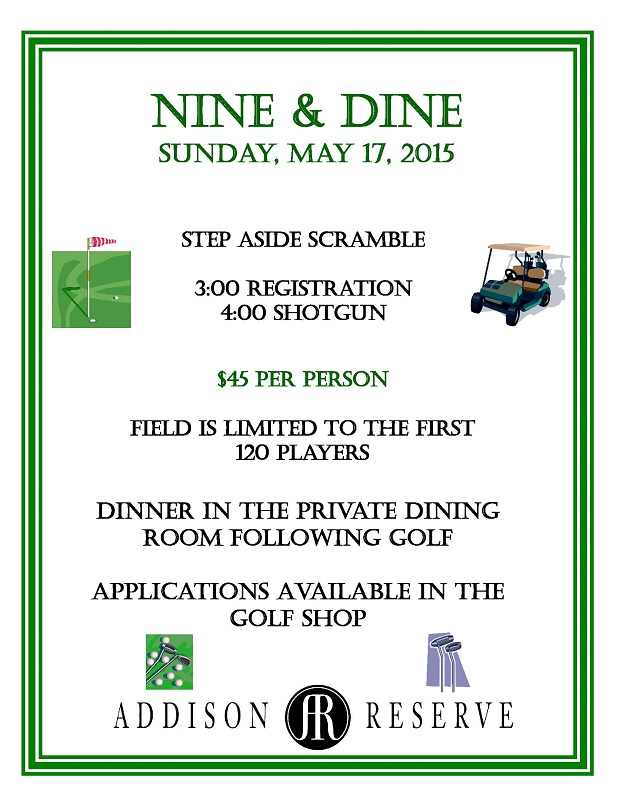 NINE & DINE
SUNDAY, MAY 17, 2015
STEP ASIDE SCRAMBLE
3:00 REGISTRATION
4:00 SHOTGUN
$45 PER PERSON
FIELD IS LIMITED TO THE FIRST
120 PLAYERS
DINNER IN THE PRIVATE DINING
ROOM FOLLOWING GOLF
APPLICATIONS AVAILABLE IN THE
GOLF SHOP
ADDISON AR RESERVE